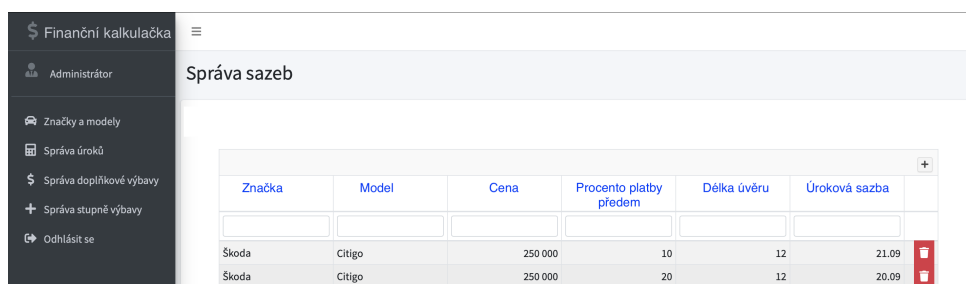 Finanční kalkulačka
Administrátor
Správa sazeb
Značky a modely
Správa úroků
Správa doplňkové výbavy
Správa stupně výbavy
Odhlásit se
Značka Model Cena Procento platby předem Délka úvěru Úroková sazba
Škoda Citigo 250 000 10 12 21.09
Škoda Citigo 250 000 20 12 20.09